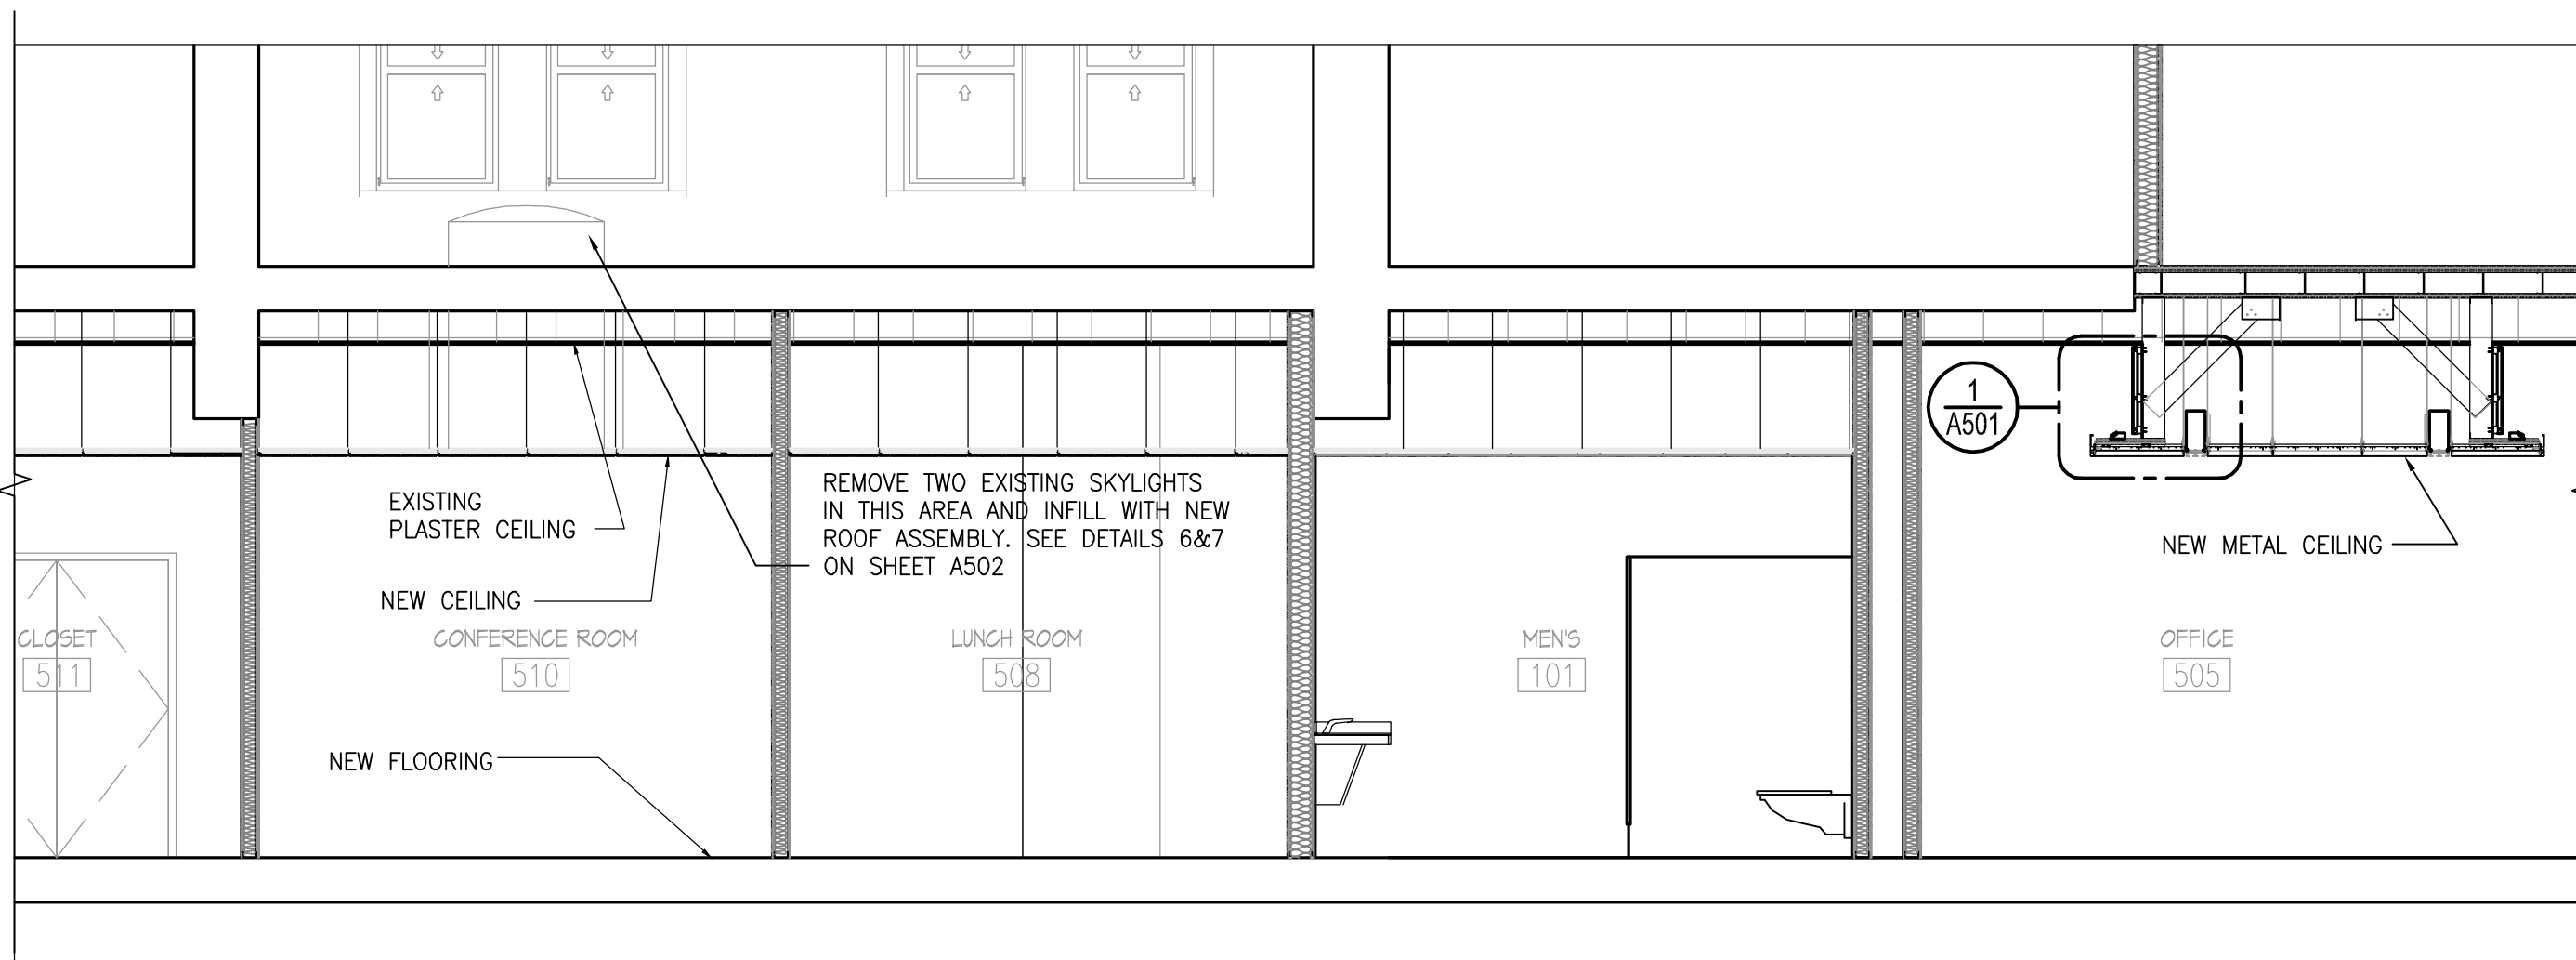 1
A501
REMOVE TWO EXISTING SKYLIGHTS
IN THIS AREA AND INFILL WITH NEW
ROOF ASSEMBLY. SEE DETAILS 6&7
ON SHEET A502
EXISTING
PLASTER CEILING
NEW METAL CEILING
NEW CEILING
CLOSET
511
CONFERENCE ROOM
510
LUNCH ROOM
508
MEN'S
101
OFFICE
505
NEW FLOORING